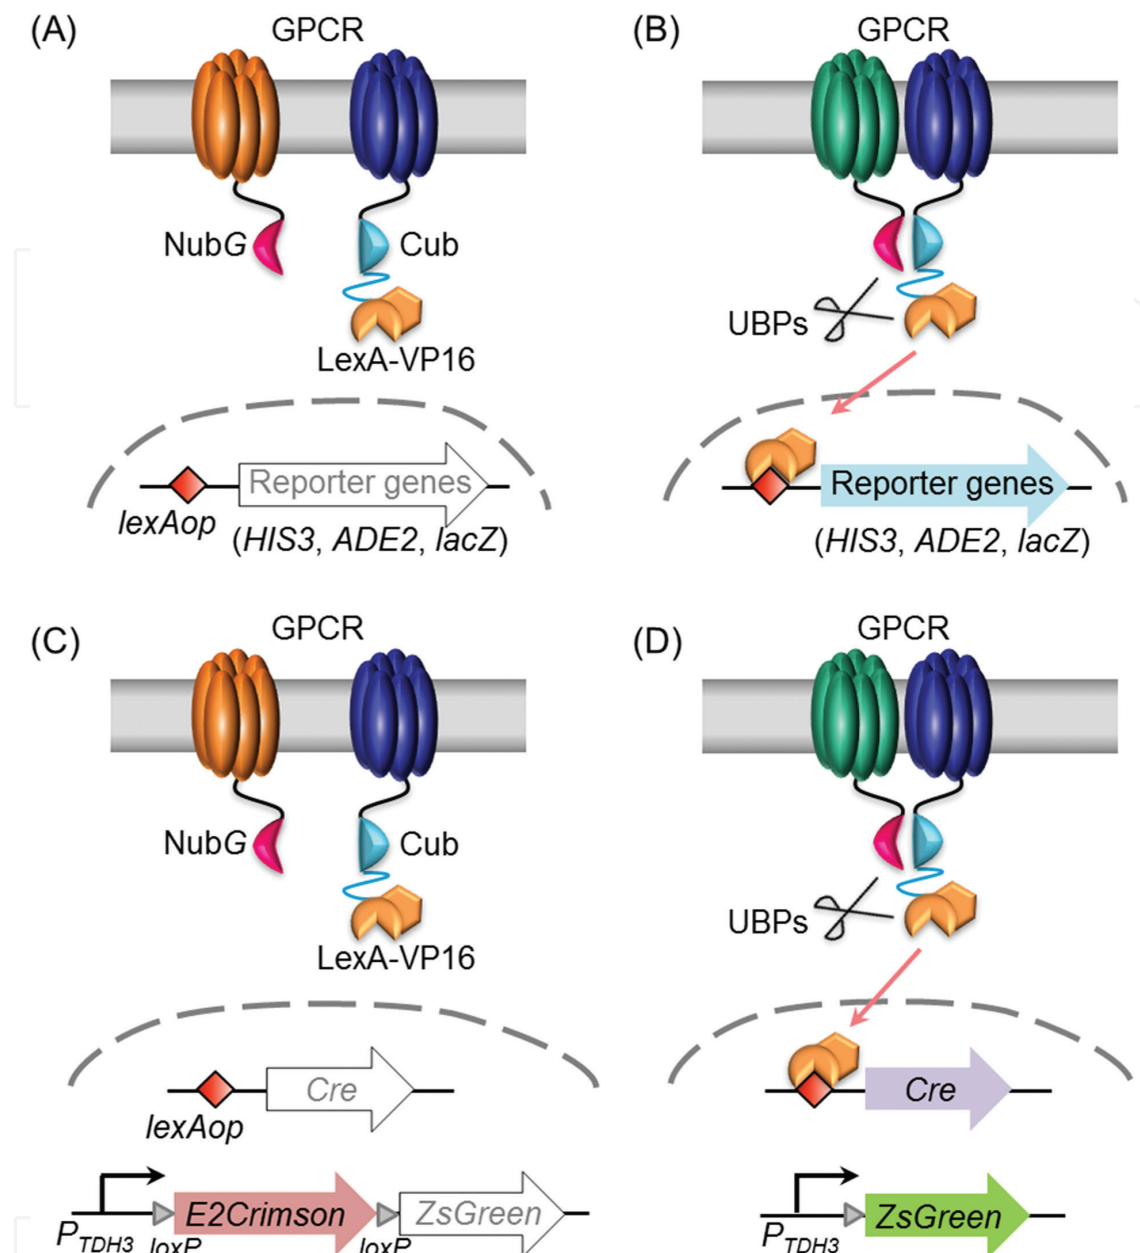 (A)
GPCR
NubG
Cub
LexA-VP16
lexAop
Reporter genes
(HIS3, ADE2, lacZ)
(B)
GPCR
UBPs
Reporter genes
(HIS3, ADE2, lacZ)
(C)
GPCR
NubG
Cub
LexA-VP16
Cre
lexAop
E2Crimson
ZsGreen
PTDH3
loxP
loxP
(D)
GPCR
UBPs
Cre
ZsGreen
PTDH3